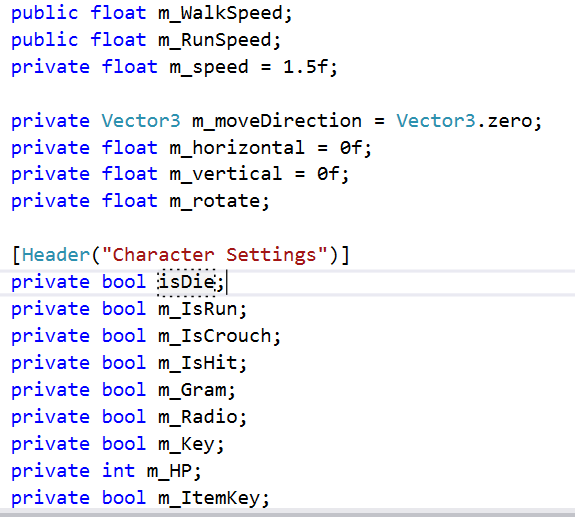 public float m_WalkSpeed;
public float m_RunSpeed;
private float m_speed = 1.5f;
private Vector3 m_moveDirection = Vector3.zero;
private float m_horizontal = 0f;
private float m_vertical = 0f;
private float m_rotate;
[Header("Character Settings")]
private bool isDie;
private bool m_IsRun;
private bool m_IsCrouch;
private bool m_IsHit;
private bool m_Gram;
private bool m_Radio;
private bool m_Key;
private int m_HP;
private bool m_ItemKey;